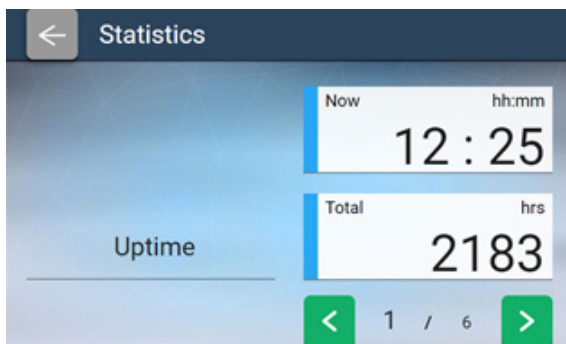 Statistics
Now hh:mm
12 : 25
Total hrs
2183
Uptime
1 / 6